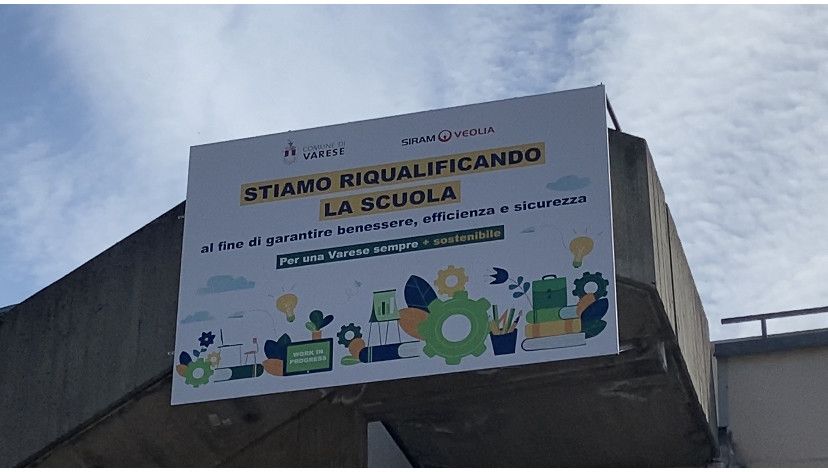 COMUNE DI
VARESE
SIRAM VEOLIA
STIAMO RIQUALIFICANDO
LA SCUOLA
al fine di garantire benessere, efficienza e sicurezza
Per una Varese sempre + sostenibile
WORK IN
PROGRESS